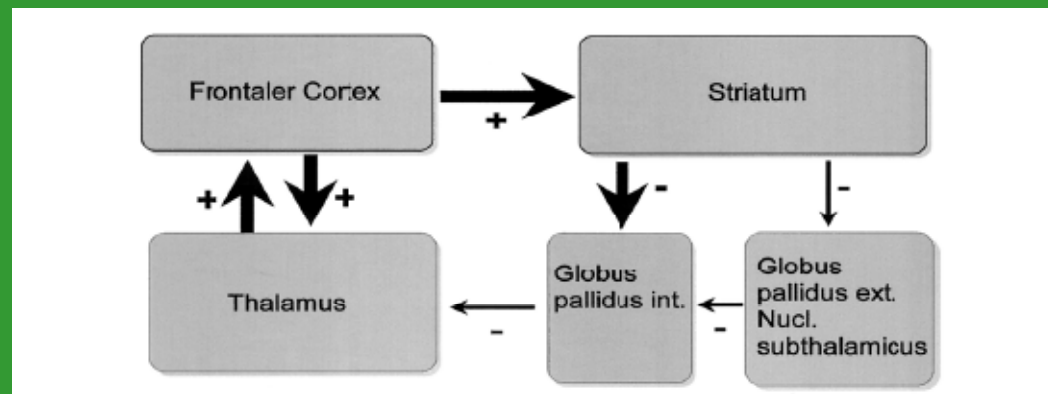 Frontaler Cortex
Striatum
+
+
+
-
-
Thalamus
Globus
pallidus int.
Globus
pallidus ext.
Nucl.
subthalamicus
-
-